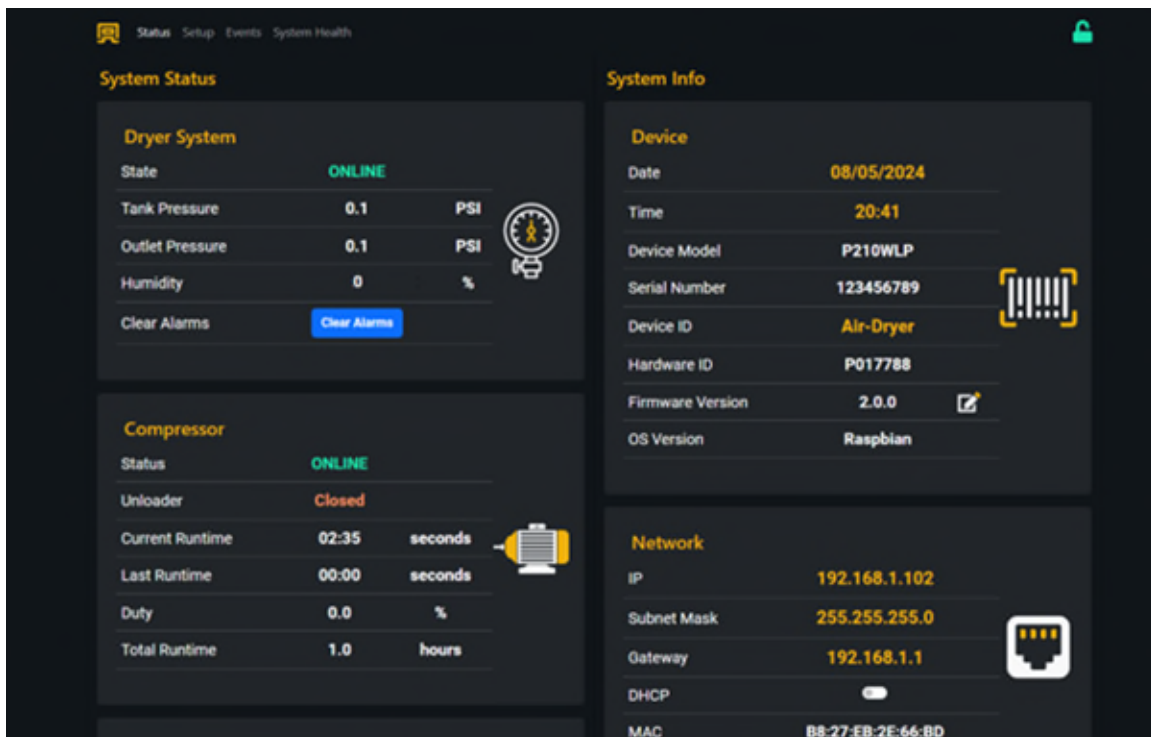 Status Setup Events System Health
System Status
Dryer System
State ONLINE
Tank Pressure 0.1 PSI
Outlet Pressure 0.1 PSI
Humidity 0 %
Clear Alarms Clear Alarms
Compressor
Status ONLINE
Unloader Closed
Current Runtime 02:35 seconds
Last Runtime 00:00 seconds
Duty 0.0 %
Total Runtime 1.0 hours
System Info
Device
Date 08/05/2024
Time 20:41
Device Model P210WLP
Serial Number 123456789
Device ID Air-Dryer
Hardware ID P017788
Firmware Version 2.0.0
OS Version Raspbian
Network
IP 192.168.1.102
Subnet Mask 255.255.255.0
Gateway 192.168.1.1
DHCP
MAC B8:27:EB:2E:66:BD